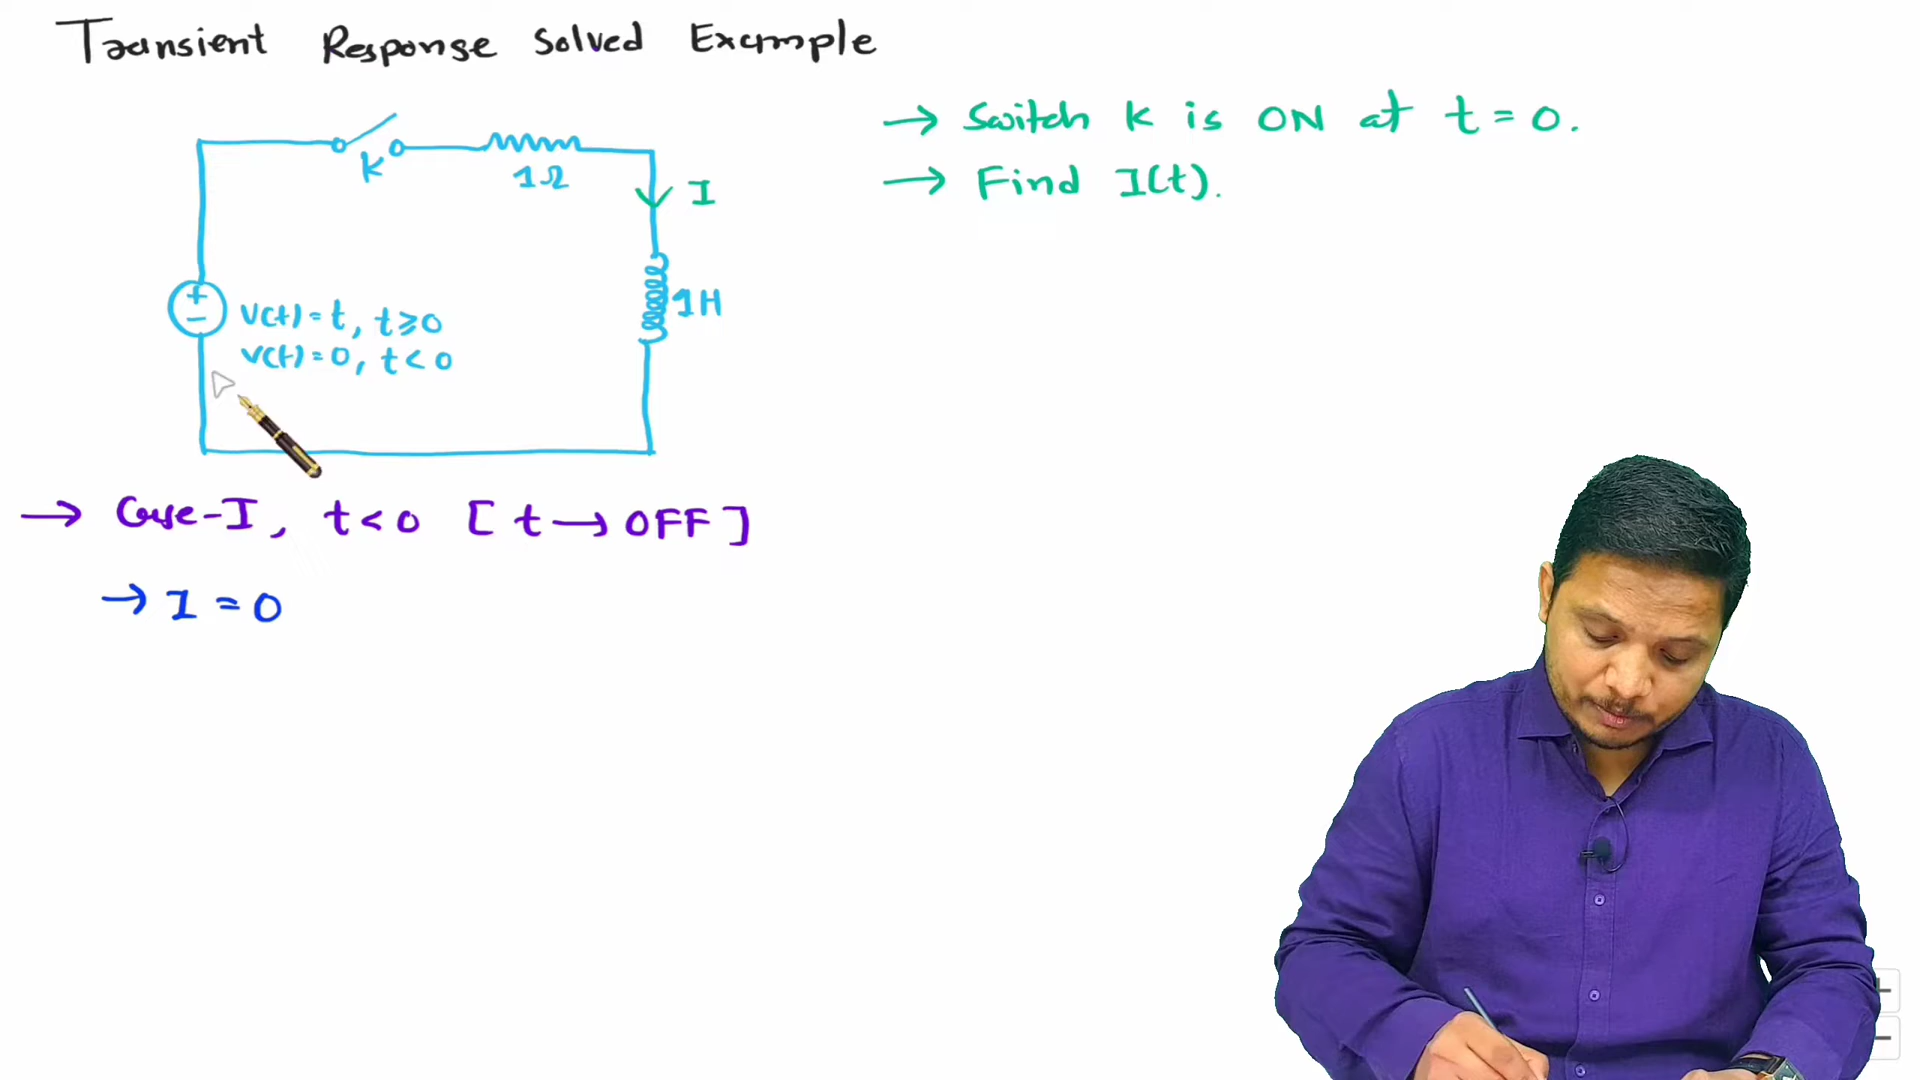 Transient Response Solved Example
→ Switch K is ON at t = 0.
→ Find I(t).
K
1Ω
I
+
−
V(t) = t, t ≥ 0
V(t) = 0, t < 0
1H
→ Case-I, t < 0 [ t → OFF ]
→ I = 0